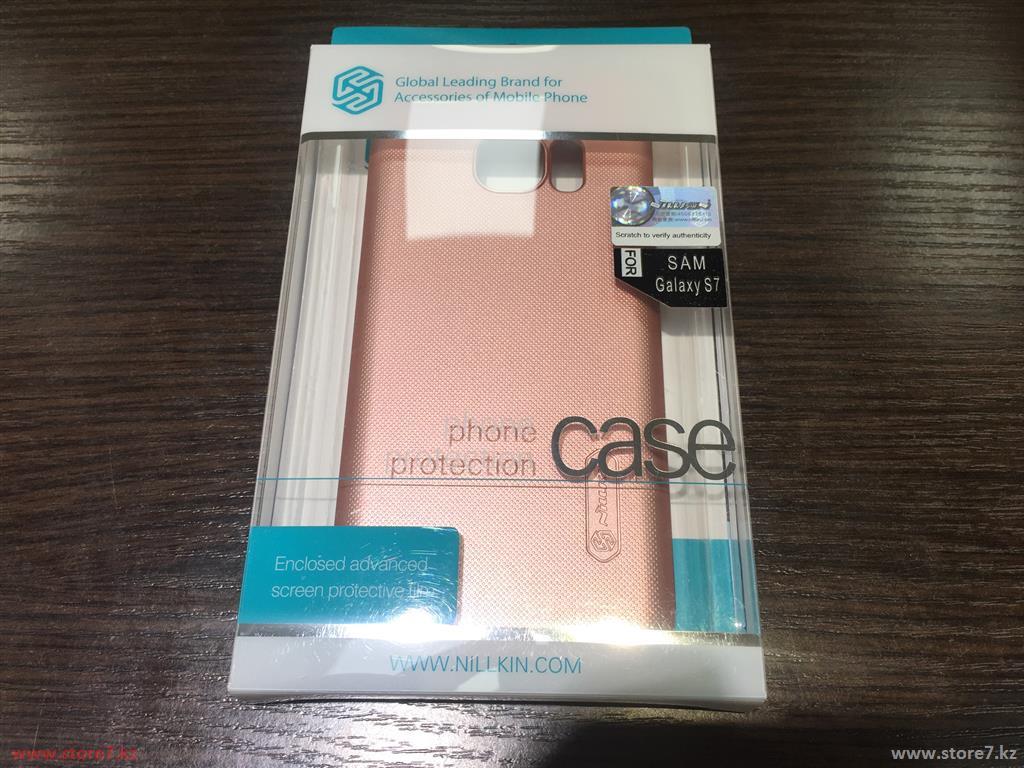 Global Leading Brand for
Accessories of Mobile Phone
Scratch to verify authenticity
FOR
SAM
Galaxy S7
phone
protection case
Enclosed advanced
screen protective film
WWW.NiLLKIN.COM
www.store7.kz
www.store7.kz